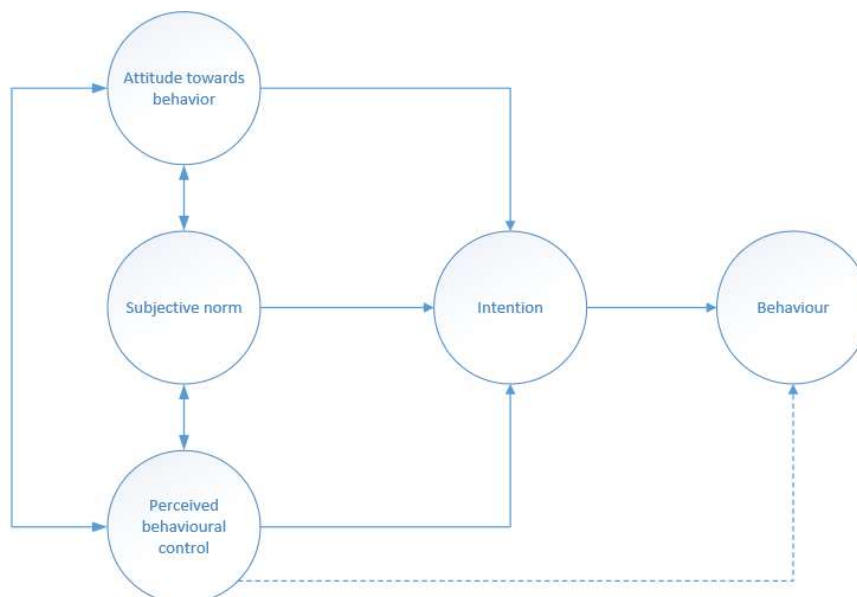 Attitude towards
behavior
Subjective norm
Intention
Behaviour
Perceived
behavioural
control